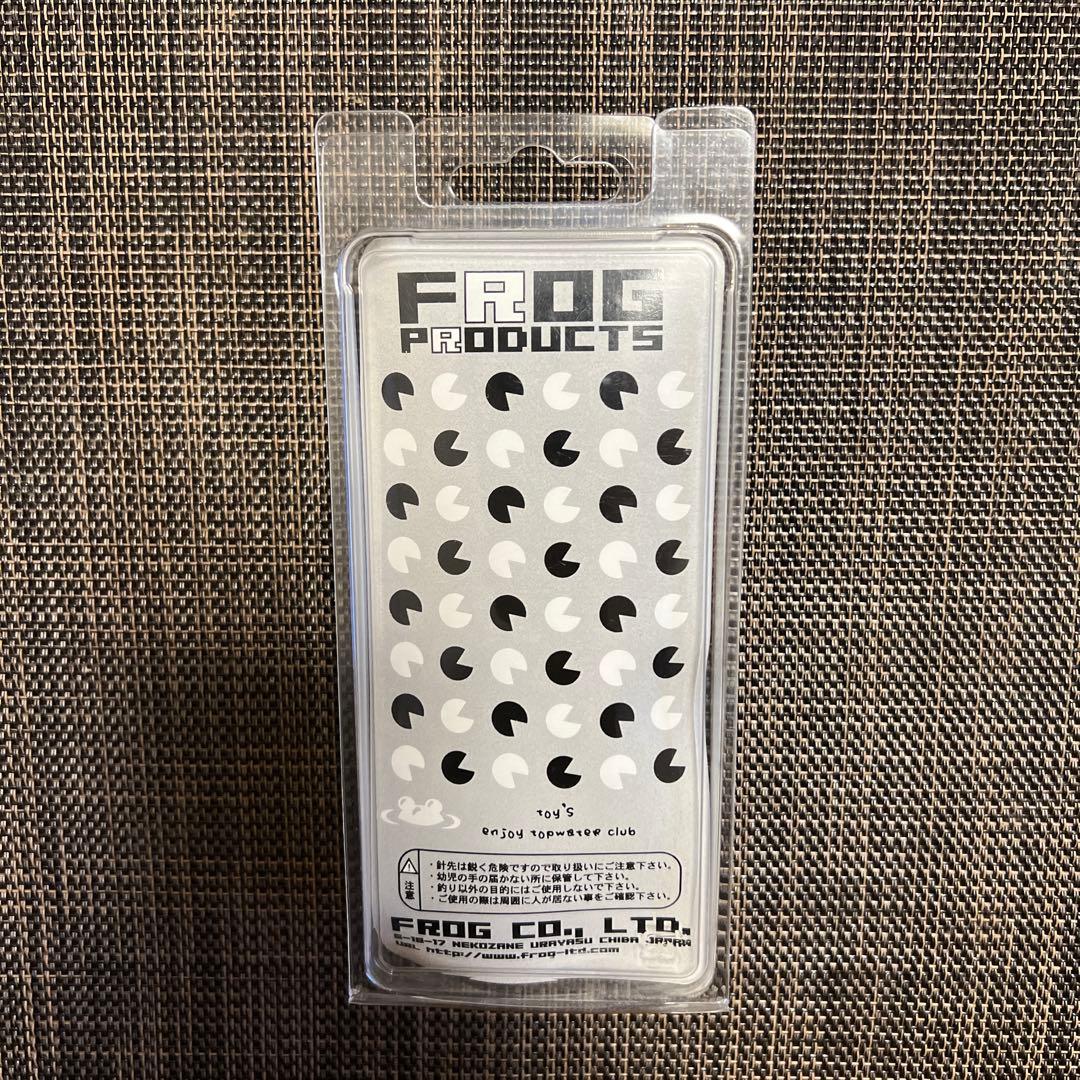 FROG
PRODUCTS
toy's
enjoy topwater club
注意
・針先は鋭く危険ですので取り扱いにご注意下さい。
・幼児の手の届かない所に保管して下さい。
・釣り以外の目的にはご使用しないで下さい。
・ご使用の際は周囲に人が居ない事をご確認下さい。
FROG CO., LTD.
5-18-17 NEKOZANE URAYASU CHIBA JAPAN
URL http://www.frog-ltd.com